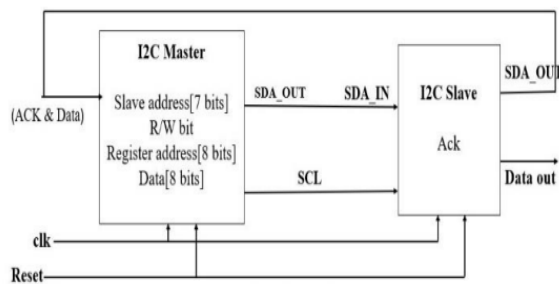 I2C Master
Slave address[7 bits]
R/W bit
Register address[8 bits]
Data[8 bits]
(ACK & Data)
SDA_OUT
SDA_IN
SCL
I2C Slave
Ack
SDA_OUT
Data out
clk
Reset